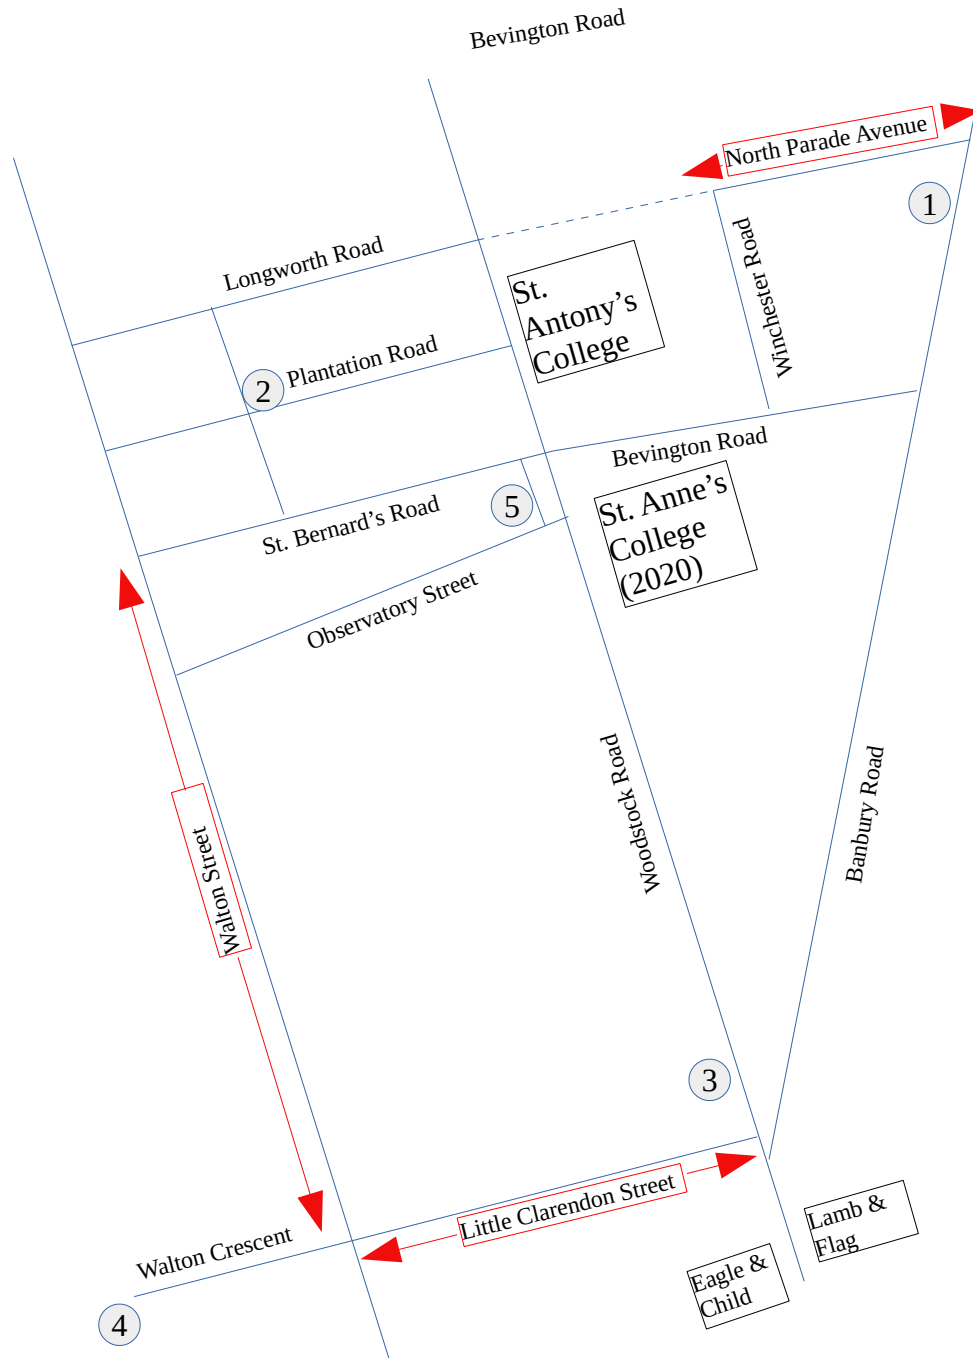 Bevington Road
North Parade Avenue
1
Longworth Road
Winchester Road
St.
Antony’s
College
Plantation Road
2
Bevington Road
St. Anne’s
College
(2020)
5
St. Bernard’s Road
Observatory Street
Woodstock Road
Banbury Road
Walton Street
3
Little Clarendon Street
Lamb &
Flag
Walton Crescent
Eagle &
Child
4